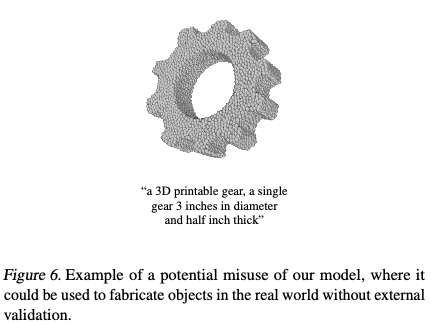 “a 3D printable gear, a single
gear 3 inches in diameter
and half inch thick”
Figure 6. Example of a potential misuse of our model, where it
could be used to fabricate objects in the real world without external
validation.